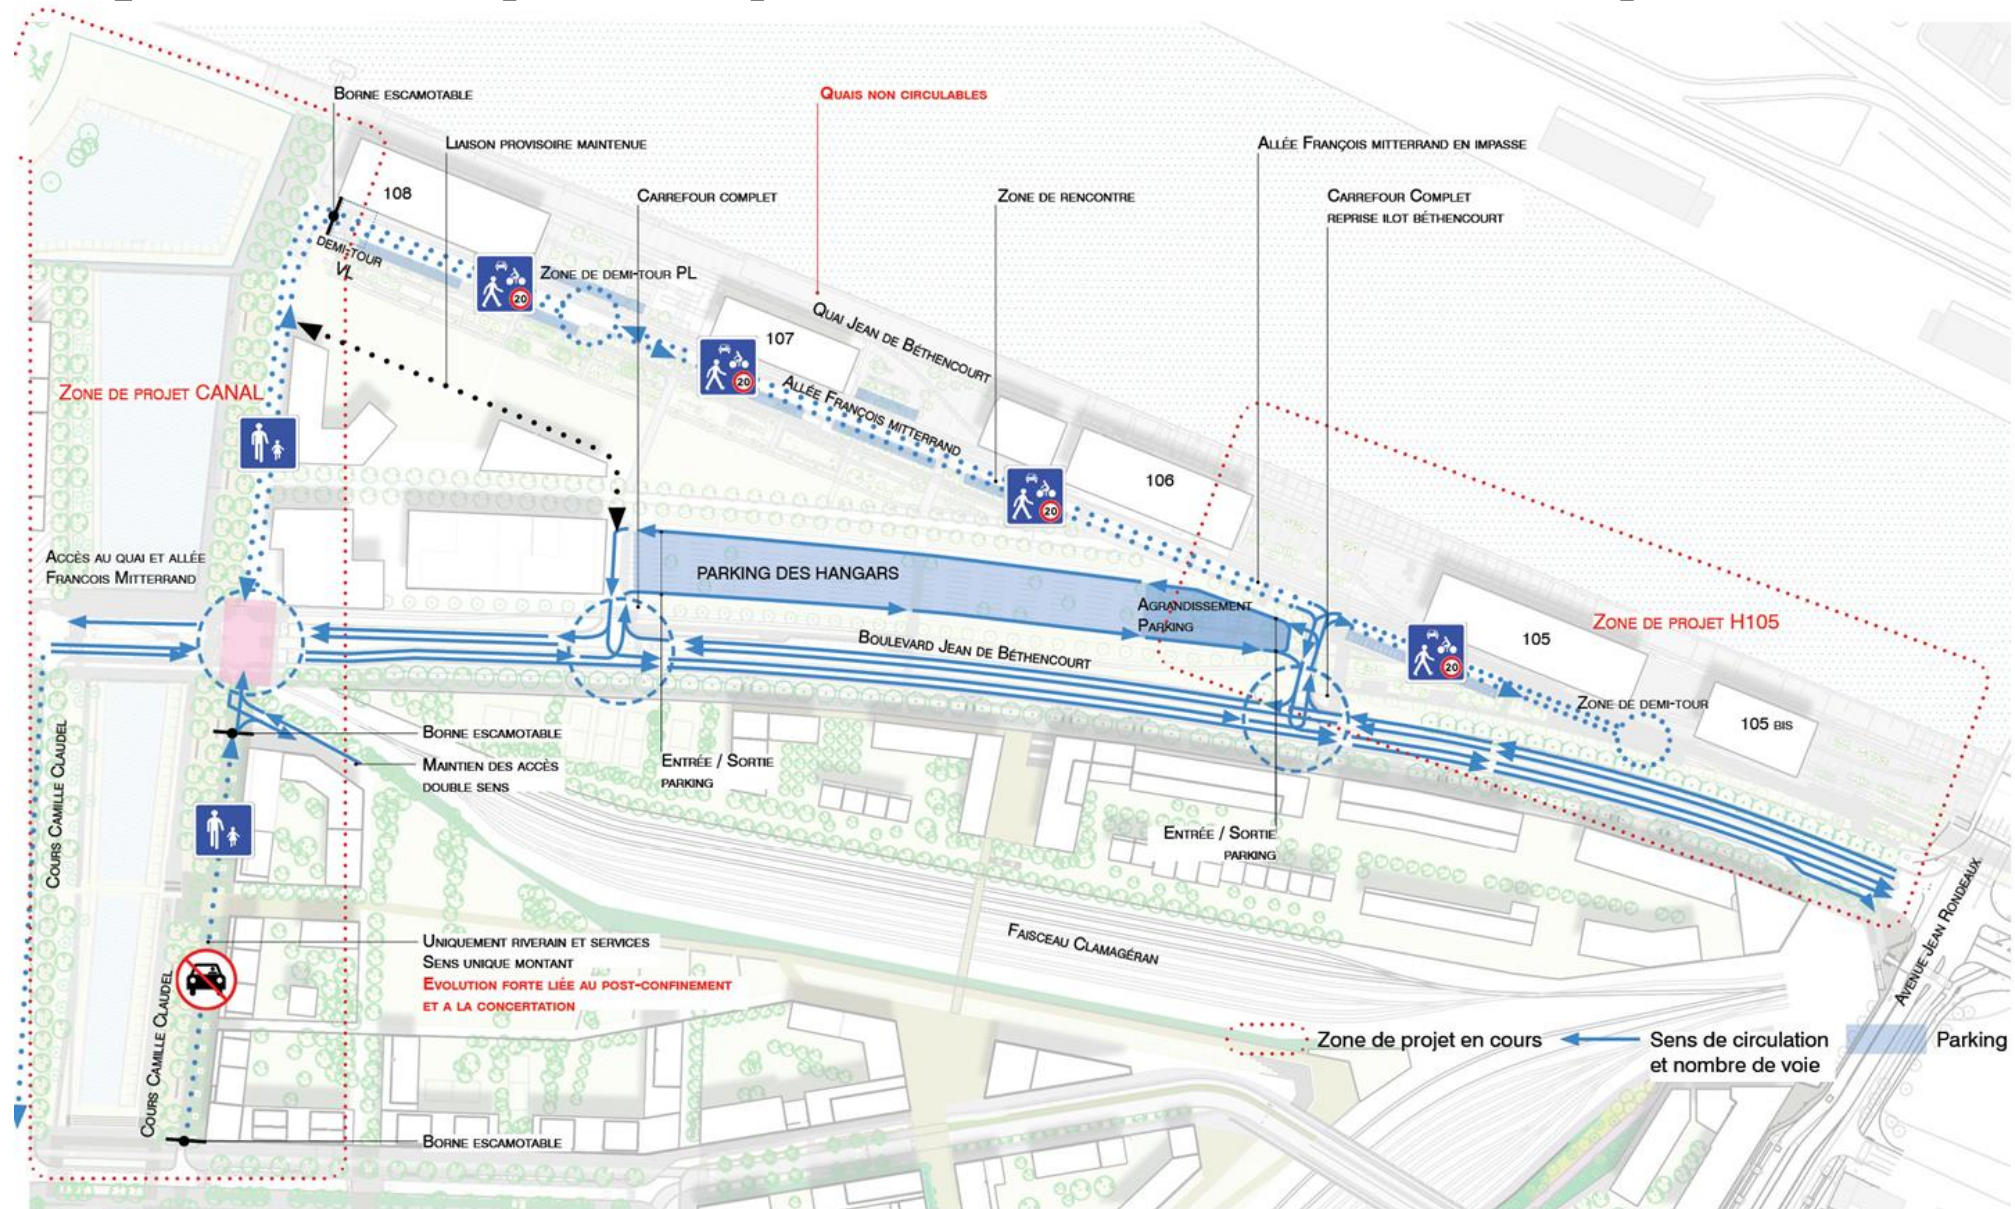 Borne escamotable
Quais non circulables
Liaison provisoire maintenue
Allée François mitterrand en impasse
108
Carrefour complet
Zone de rencontre
Carrefour Complet
reprise ilot Béthencourt
demi-tour
VL
Zone de demi-tour PL
20
107
Quai Jean de Béthencourt
20
Allée François mitterrand
Zone de projet CANAL
106
20
Accès au quai et allée
Francois Mitterrand
PARKING DES HANGARS
Agrandissement
Parking
Boulevard Jean de Béthencourt
105
Zone de projet H105
20
Zone de demi-tour
105 bis
Borne escamotable
Maintien des accès
double sens
Entrée / Sortie
parking
Entrée / Sortie
parking
Cours Camille Claudel
Faisceau Clamagéran
Avenue Jean Rondeaux
Uniquement riverain et services
Sens unique montant
Evolution forte liée au post-confinement
et a la concertation
Cours Camille Claudel
Borne escamotable
Zone de projet en cours
Sens de circulation
et nombre de voie
Parking